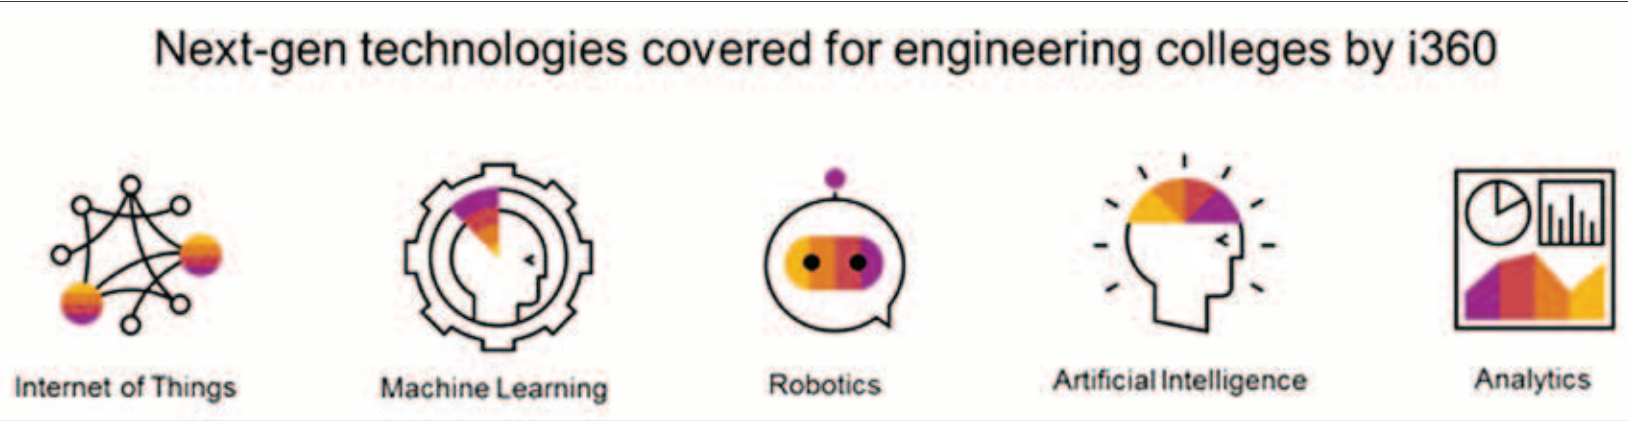 Next-gen technologies covered for engineering colleges by i360
Internet of Things
Machine Learning
Robotics
Artificial Intelligence
Analytics